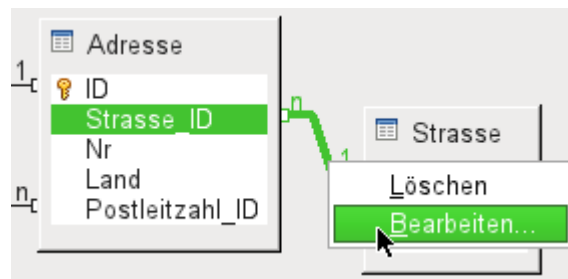 Adresse
1
ID
Strasse_ID
n
Nr
Strasse
1
Land
Löschen
n
Postleitzahl_ID
Bearbeiten...